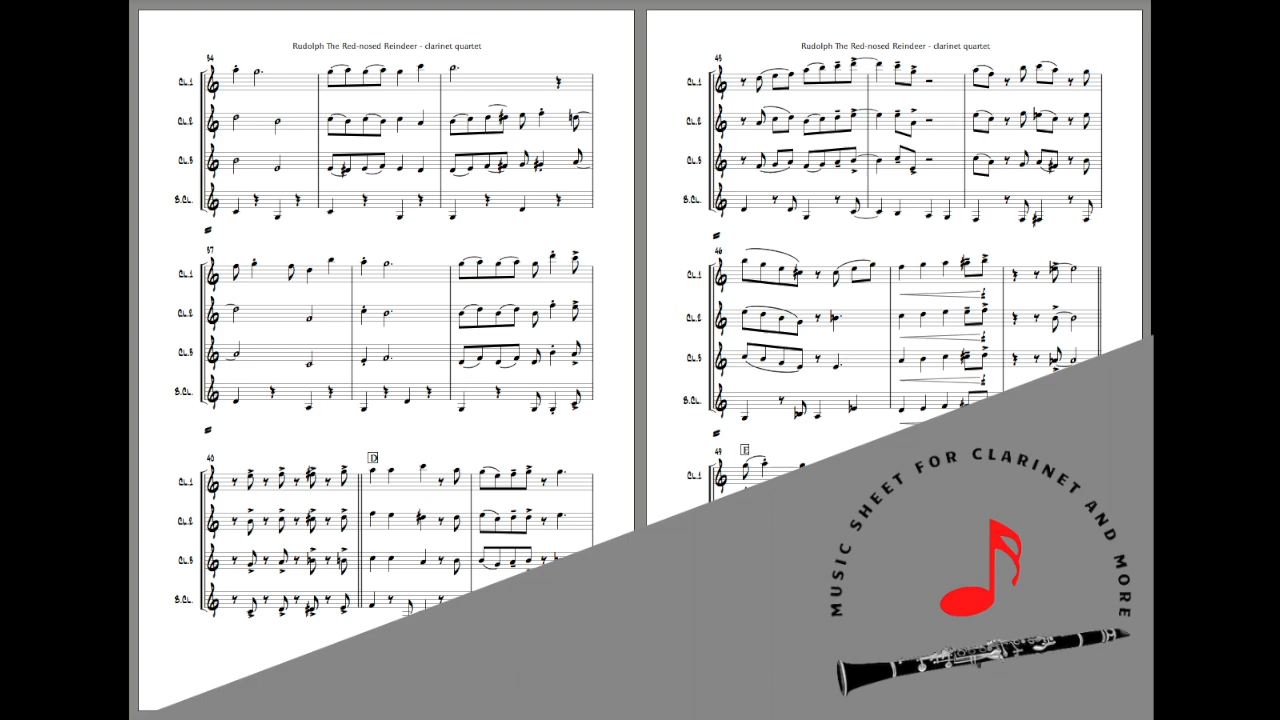 Rudolph The Red-nosed Reindeer - clarinet quartet
34
CL.1
CL.2
CL.3
B.CL.
37
CL.1
CL.2
CL.3
B.CL.
40
D
CL.1
CL.2
CL.3
B.CL.
Rudolph The Red-nosed Reindeer - clarinet quartet
43
CL.1
CL.2
CL.3
B.CL.
46
CL.1
CL.2
CL.3
B.CL.
49
E
CL.1
MUSIC SHEET FOR CLARINET AND MORE